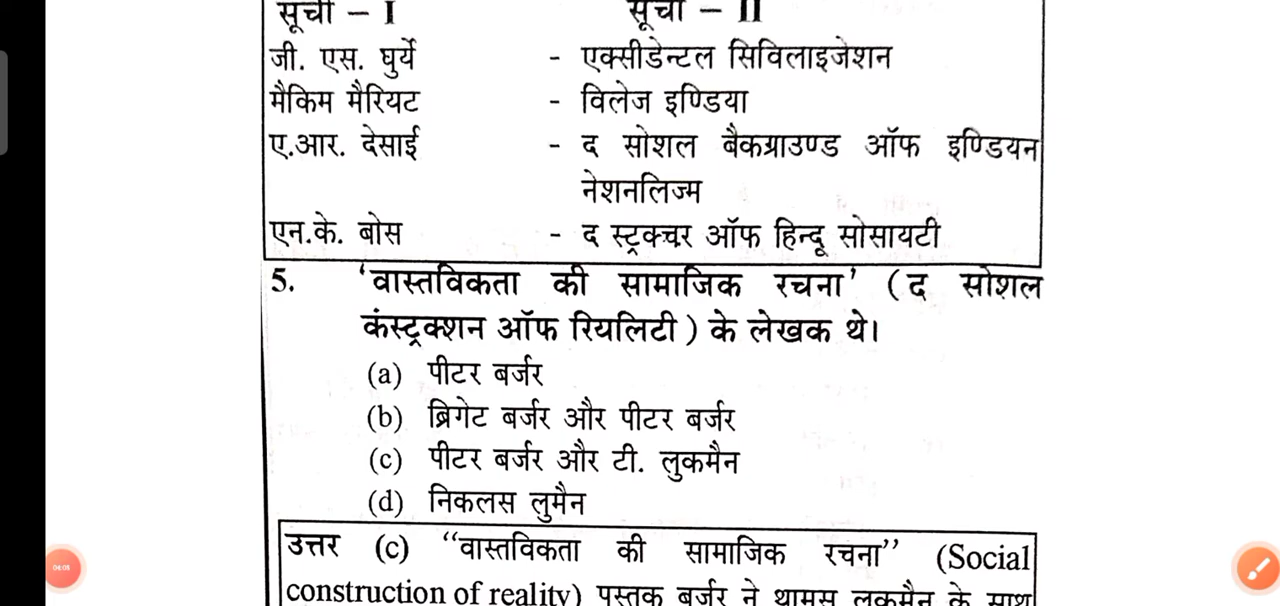 सूची – I सूची – II
जी. एस. घुर्ये - एक्सीडेन्टल सिविलाइजेशन
मैकिम मैरियट - विलेज इण्डिया
ए.आर. देसाई - द सोशल बैकग्राउण्ड ऑफ इण्डियन
नेशनलिज्म
एन.के. बोस - द स्ट्रक्चर ऑफ हिन्दू सोसायटी
5. 'वास्तविकता की सामाजिक रचना' (द सोशल
कंस्ट्रक्शन ऑफ रियलिटी) के लेखक थे।
(a) पीटर बर्जर
(b) ब्रिगेट बर्जर और पीटर बर्जर
(c) पीटर बर्जर और टी. लुकमैन
(d) निकलस लुमैन
उत्तर (c) “वास्तविकता की सामाजिक रचना” (Social
construction of reality) पुस्तक बर्जर ने थामस लुकमैन के साथ